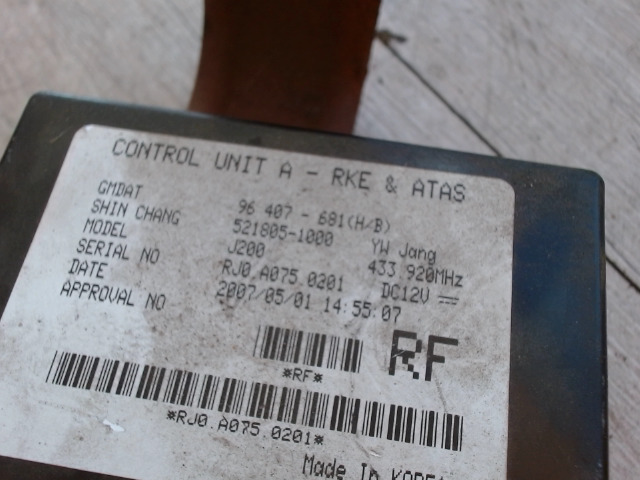 CONTROL UNIT A - RKE & ATAS
GMDAT 96 407 - 681(H/B)
SHIN CHANG 521805-1000 YW Jang
MODEL J200 433.920MHz
SERIAL NO RJ0.A075.0201 DC12V
DATE 2007/05/01 14:55:07
APPROVAL NO
RF
*RF*
*RJ0.A075.0201*
Made In KOREA